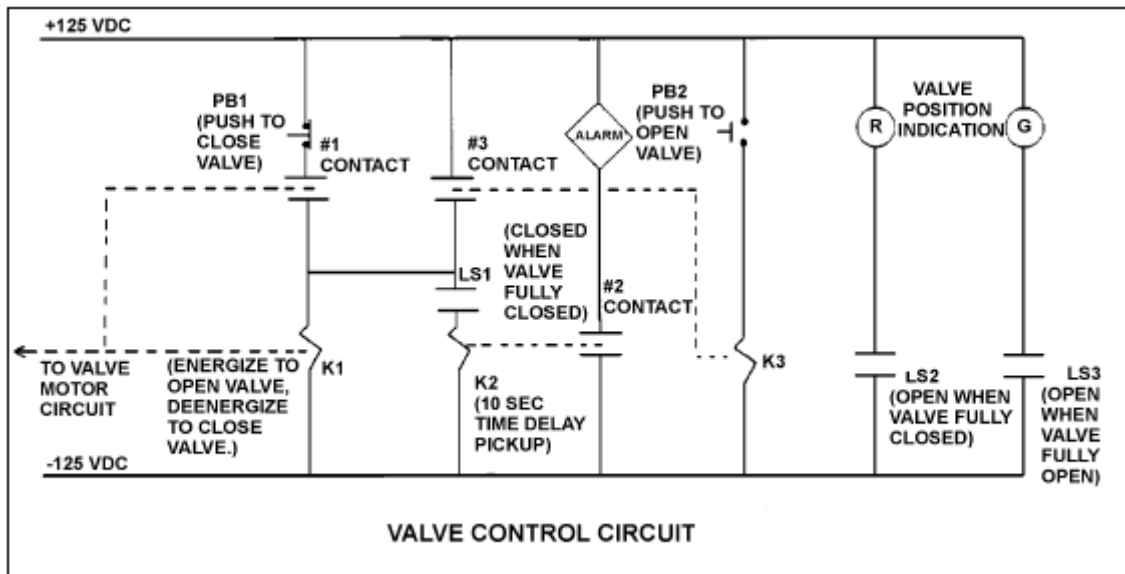 +125 VDC
PB1
(PUSH TO
CLOSE
VALVE)
#1
CONTACT
#3
CONTACT
ALARM
PB2
(PUSH TO
OPEN
VALVE)
R
VALVE
POSITION
INDICATION
G
(CLOSED
WHEN
VALVE
FULLY
CLOSED)
LS1
#2
CONTACT
TO VALVE
MOTOR
CIRCUIT
(ENERGIZE TO
OPEN VALVE,
DEENERGIZE
TO CLOSE
VALVE.)
K1
K2
(10 SEC
TIME DELAY
PICKUP)
K3
LS2
(OPEN WHEN
VALVE FULLY
CLOSED)
LS3
(OPEN
WHEN
VALVE
FULLY
OPEN)
-125 VDC
VALVE CONTROL CIRCUIT